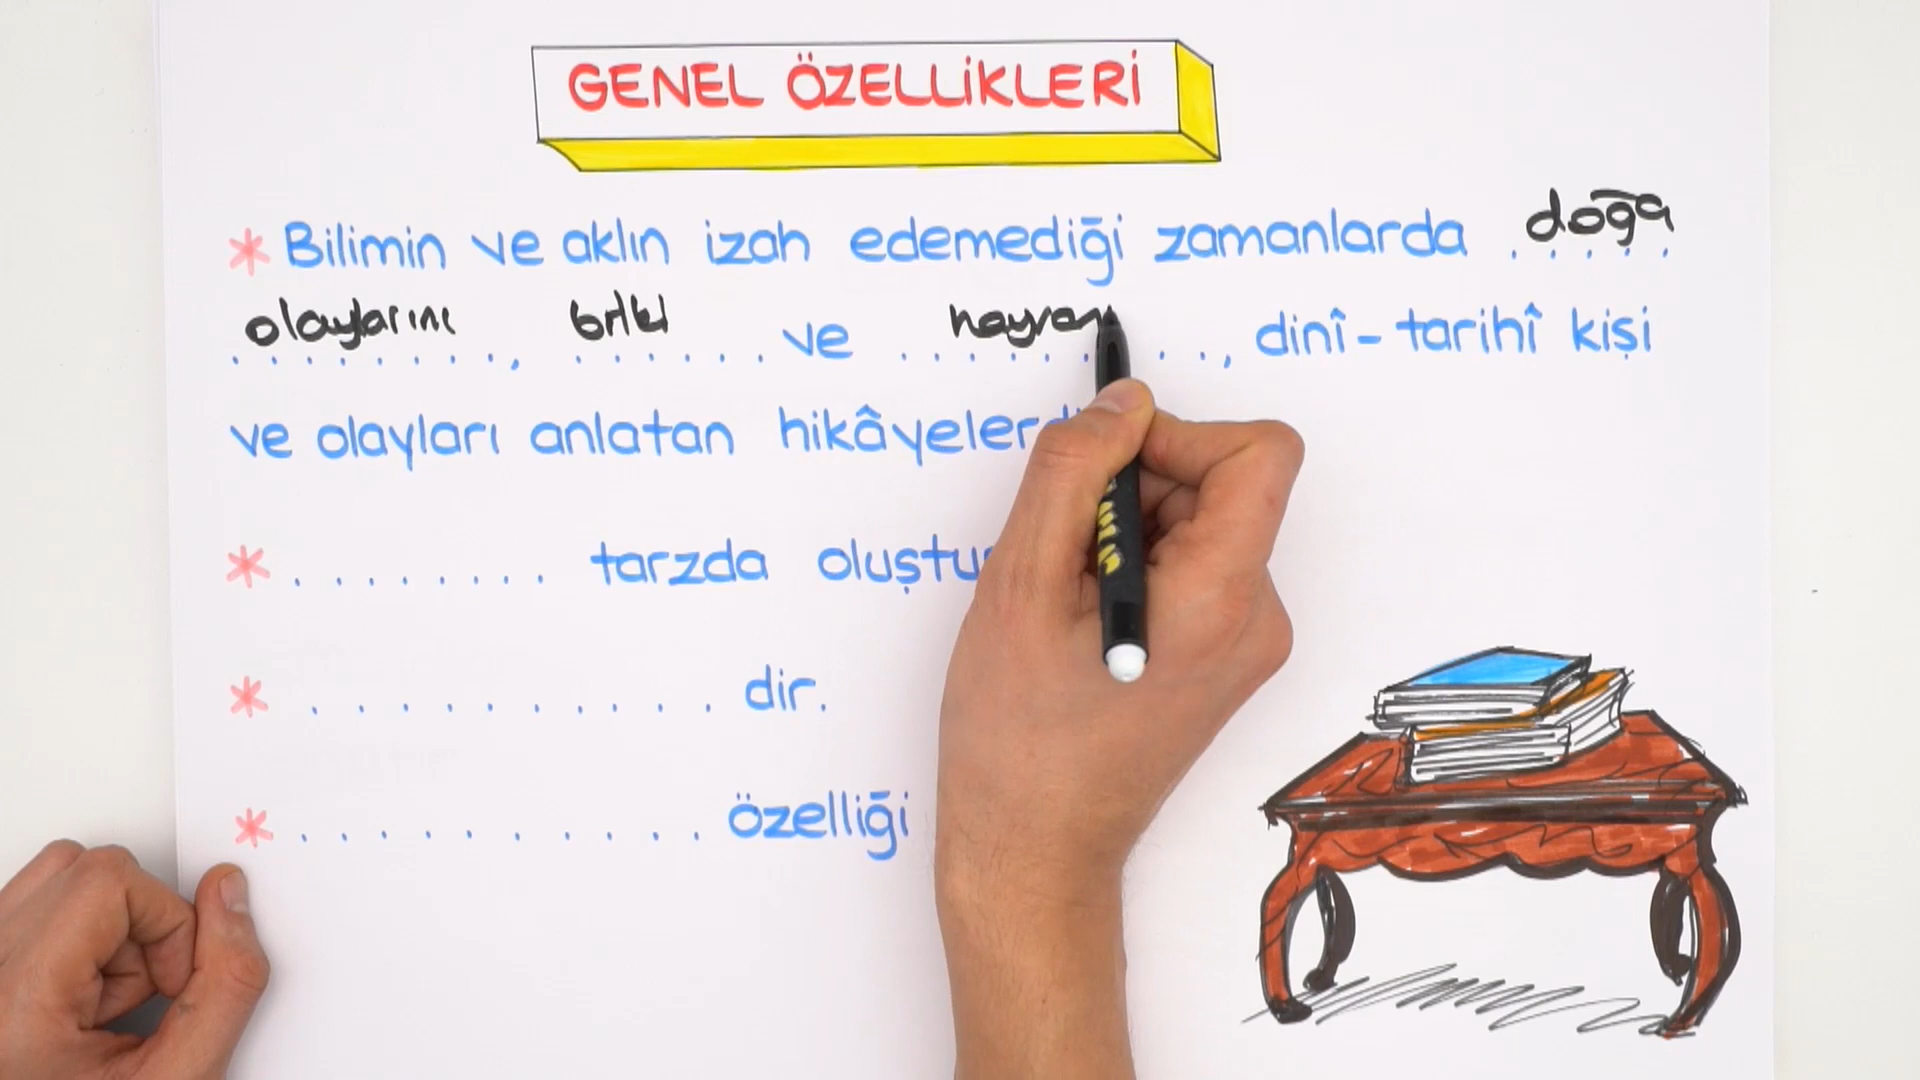 GENEL ÖZELLİKLERİ
* Bilimin ve aklın izah edemediği zamanlarda doğa
olaylarını, bitki ve hayvan, dinî-tarihî kişi
ve olayları anlatan hikâyeler
* ........ tarzda oluştu
* ........... dir.
* ........... özelliği